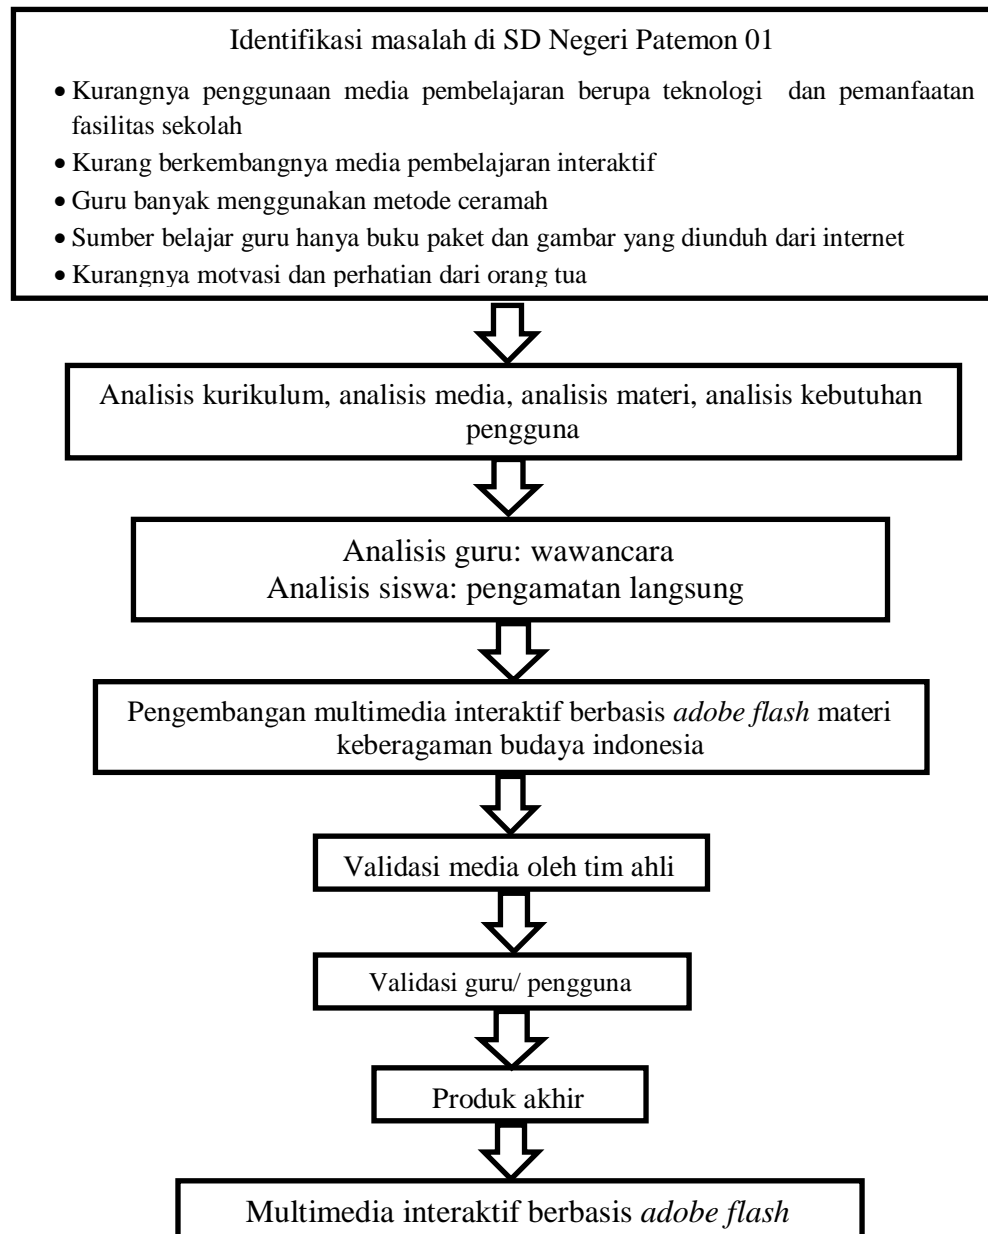 Identifikasi masalah di SD Negeri Patemon 01
• Kurangnya penggunaan media pembelajaran berupa teknologi dan pemanfaatan
fasilitas sekolah
• Kurang berkembangnya media pembelajaran interaktif
• Guru banyak menggunakan metode ceramah
• Sumber belajar guru hanya buku paket dan gambar yang diunduh dari internet
• Kurangnya motvasi dan perhatian dari orang tua
Analisis kurikulum, analisis media, analisis materi, analisis kebutuhan
pengguna
Analisis guru: wawancara
Analisis siswa: pengamatan langsung
Pengembangan multimedia interaktif berbasis adobe flash materi
keberagaman budaya indonesia
Validasi media oleh tim ahli
Validasi guru/ pengguna
Produk akhir
Multimedia interaktif berbasis adobe flash